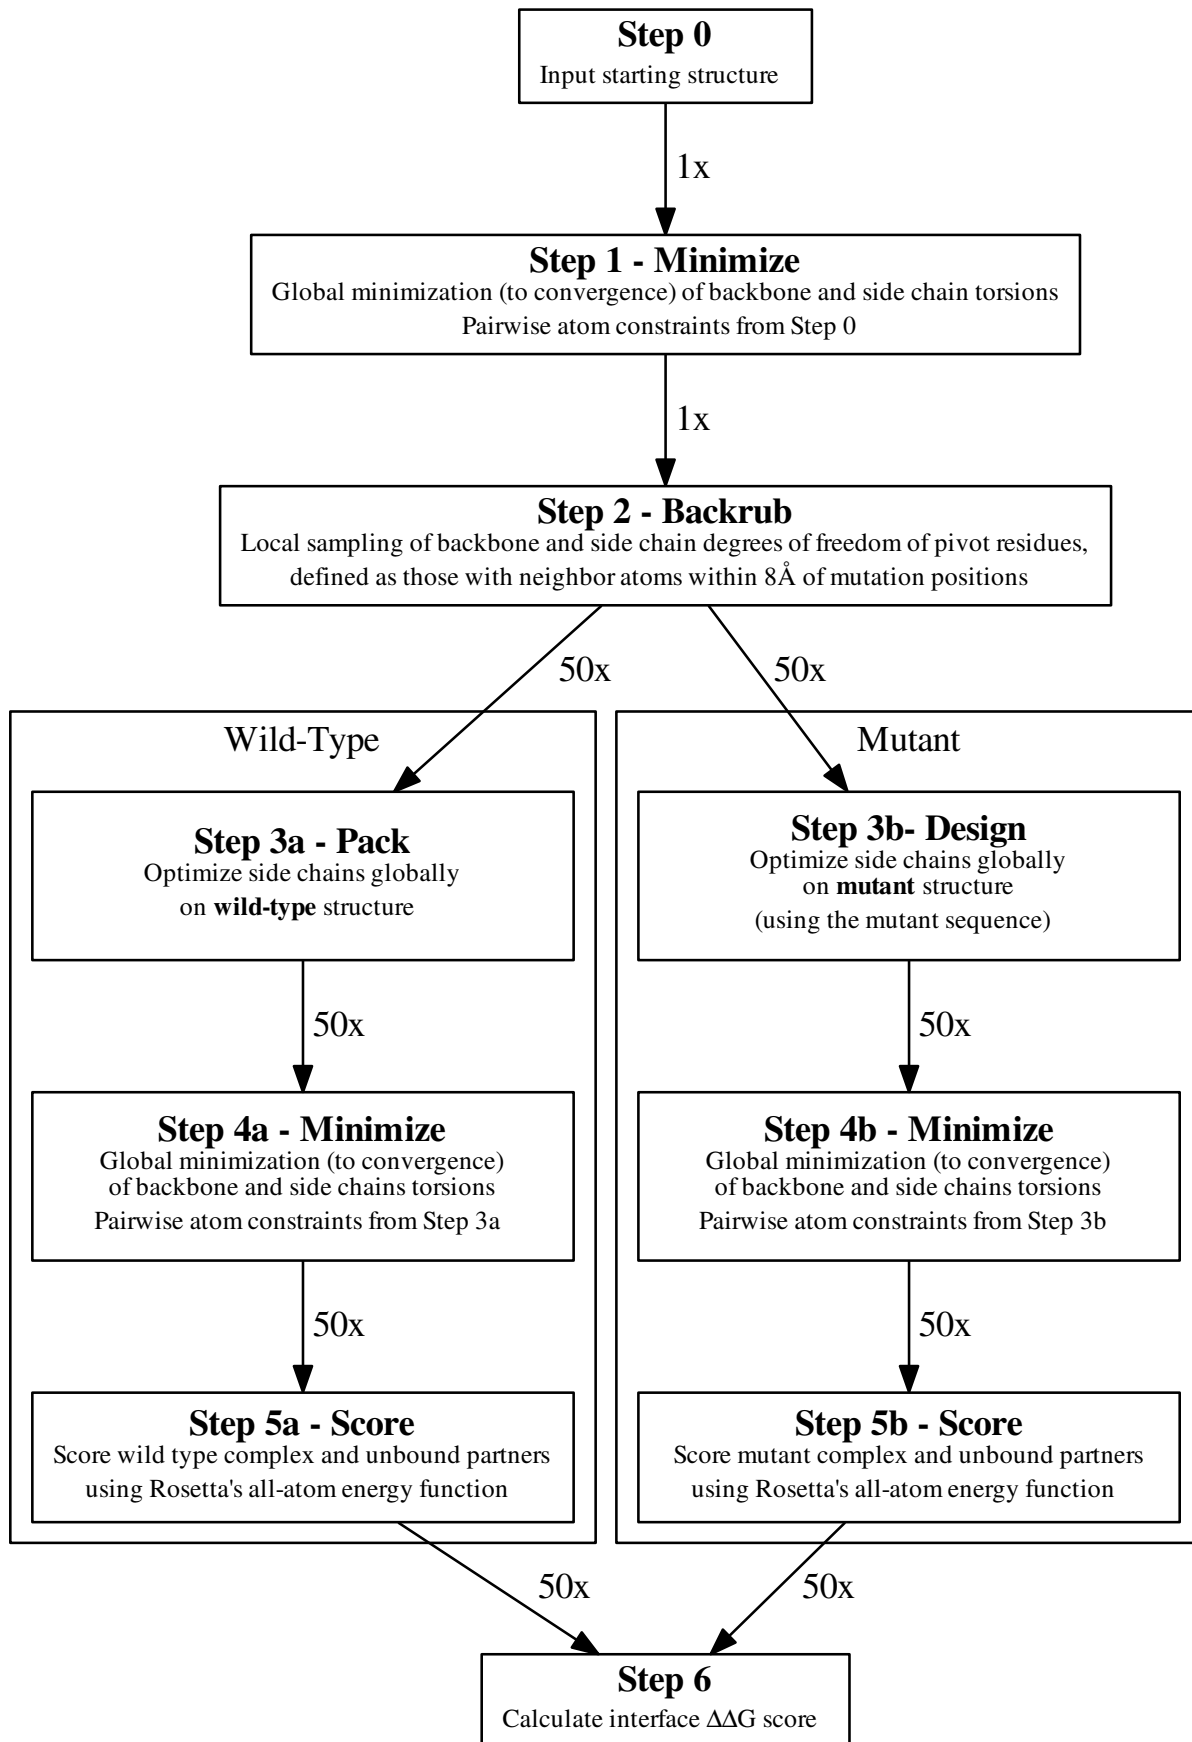 Step 0
Input starting structure
1x
Step 1 - Minimize
Global minimization (to convergence) of backbone and side chain torsions
Pairwise atom constraints from Step 0
1x
Step 2 - Backrub
Local sampling of backbone and side chain degrees of freedom of pivot residues,
defined as those with neighbor atoms within 8Å of mutation positions
50x
50x
Wild-Type
Step 3a - Pack
Optimize side chains globally
on wild-type structure
50x
Step 4a - Minimize
Global minimization (to convergence)
of backbone and side chains torsions
Pairwise atom constraints from Step 3a
50x
Step 5a - Score
Score wild type complex and unbound partners
using Rosetta's all-atom energy function
50x
Mutant
Step 3b- Design
Optimize side chains globally
on mutant structure
(using the mutant sequence)
50x
Step 4b - Minimize
Global minimization (to convergence)
of backbone and side chains torsions
Pairwise atom constraints from Step 3b
50x
Step 5b - Score
Score mutant complex and unbound partners
using Rosetta's all-atom energy function
50x
Step 6
Calculate interface ΔΔG score